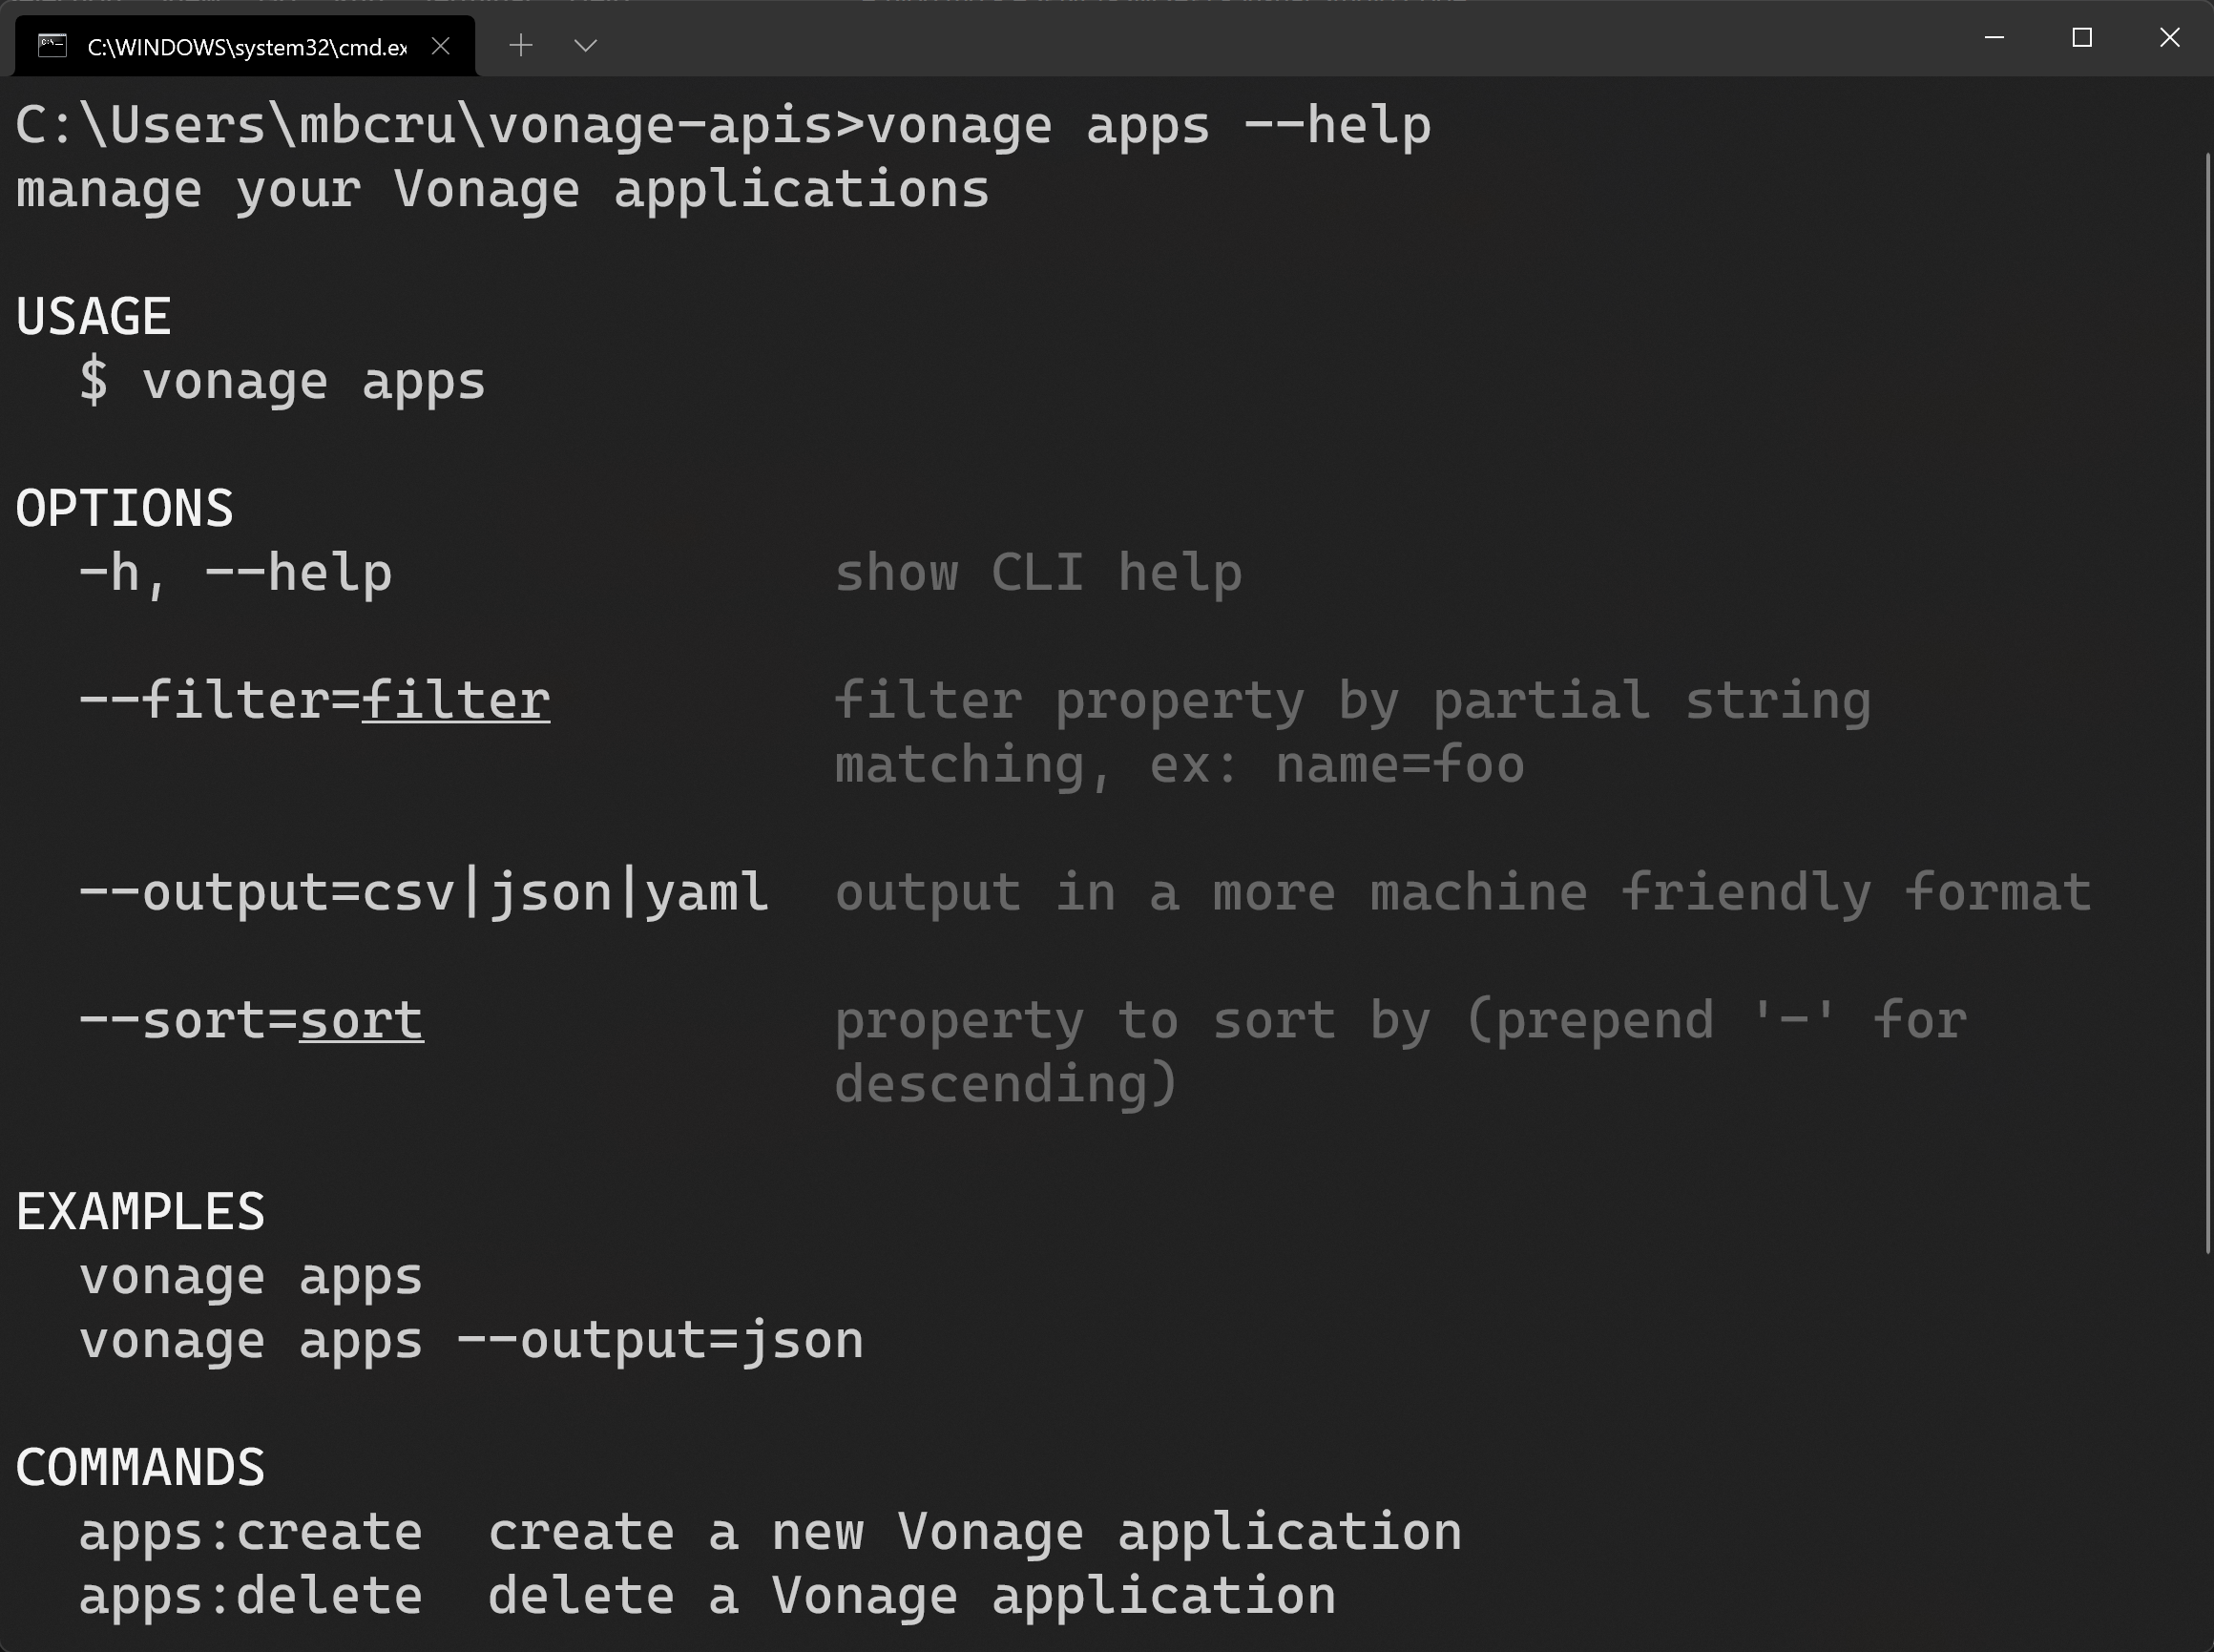 C:\WINDOWS\system32\cmd.ex
C:\Users\mbcru\vonage-apis>vonage apps --help
manage your Vonage applications
USAGE
$ vonage apps
OPTIONS
-h, --help show CLI help
--filter=filter filter property by partial string
matching, ex: name=foo
--output=csv|json|yaml output in a more machine friendly format
--sort=sort property to sort by (prepend '-' for
descending)
EXAMPLES
vonage apps
vonage apps --output=json
COMMANDS
apps:create create a new Vonage application
apps:delete delete a Vonage application